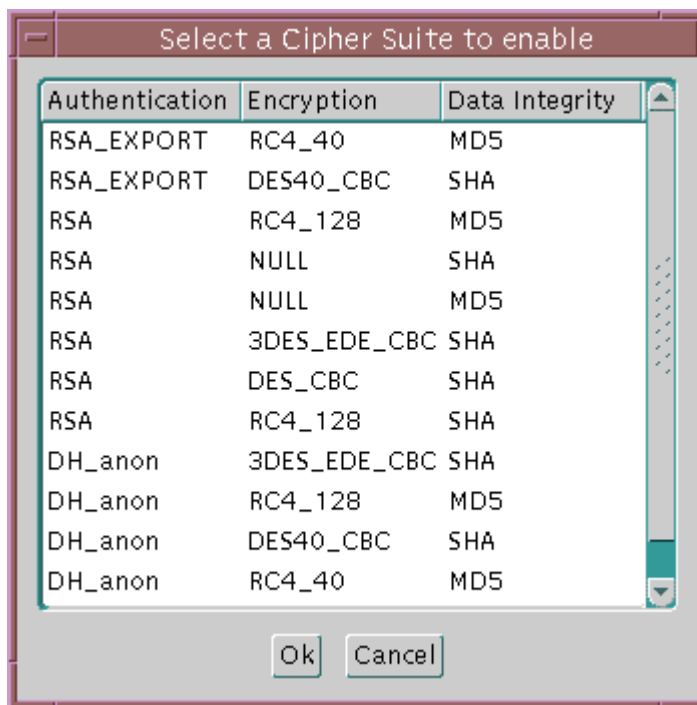 Select a Cipher Suite to enable
Authentication Encryption Data Integrity
RSA_EXPORT RC4_40 MD5
RSA_EXPORT DES40_CBC SHA
RSA RC4_128 MD5
RSA NULL SHA
RSA NULL MD5
RSA 3DES_EDE_CBC SHA
RSA DES_CBC SHA
RSA RC4_128 SHA
DH_anon 3DES_EDE_CBC SHA
DH_anon RC4_128 MD5
DH_anon DES40_CBC SHA
DH_anon RC4_40 MD5
Ok Cancel